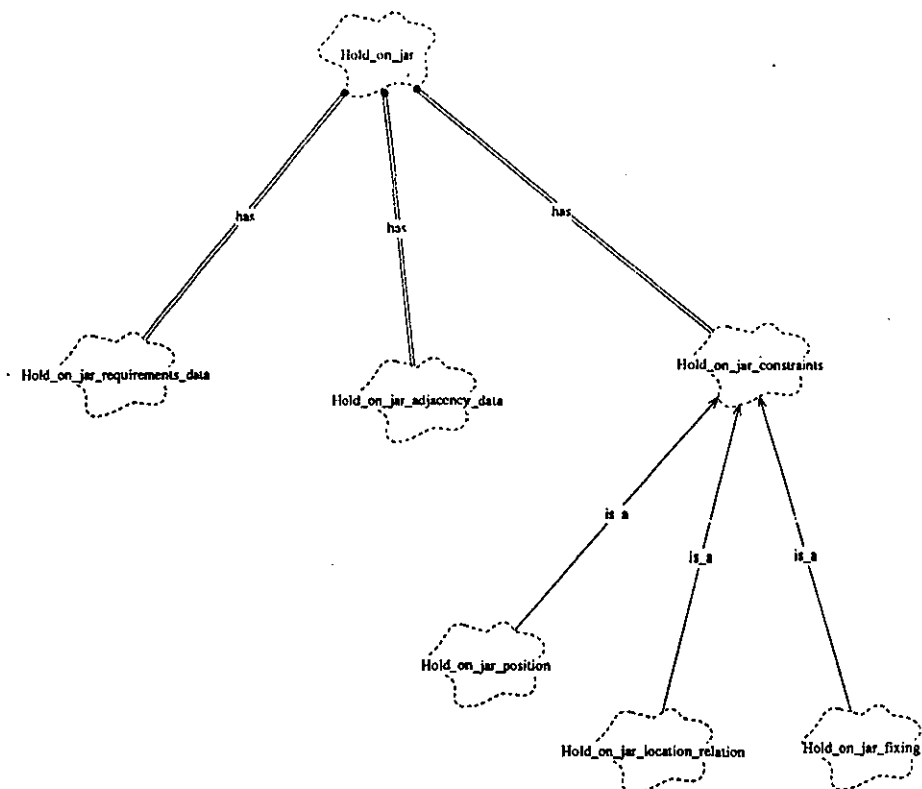 Hold_on_jar
has
has
has
Hold_on_jar_requirements_data
Hold_on_jar_adjacency_data
Hold_on_jar_constraints
is_a
is_a
is_a
Hold_on_jar_position
Hold_on_jar_location_relation
Hold_on_jar_fixing